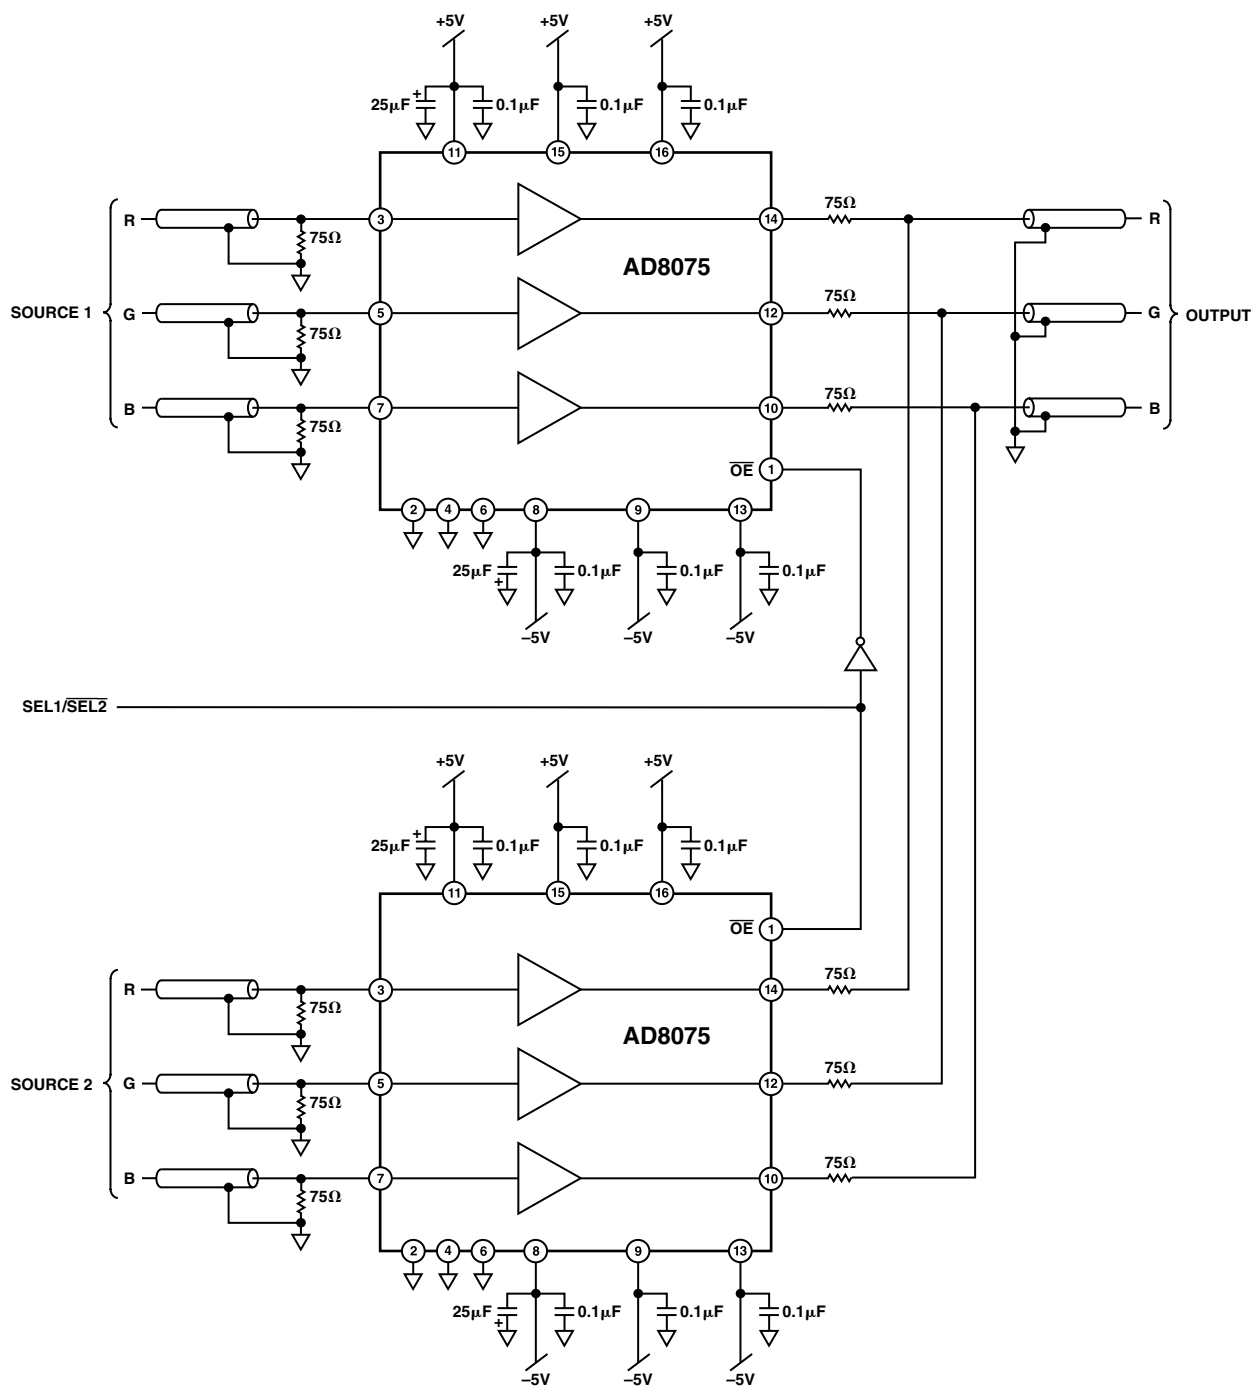 +5V +5V +5V
25µF + 0.1µF 0.1µF 0.1µF
11 15 16
R 75Ω 3 14 75Ω R
AD8075
SOURCE 1 G 75Ω 5 12 75Ω G OUTPUT
B 75Ω 7 10 75Ω B
OE 1
2 4 6 8 9 13
25µF + 0.1µF 0.1µF 0.1µF
–5V –5V –5V
SEL1/SEL2
+5V +5V +5V
25µF + 0.1µF 0.1µF 0.1µF
11 15 16
OE 1
R 75Ω 3 14 75Ω
AD8075
SOURCE 2 G 75Ω 5 12 75Ω
B 75Ω 7 10 75Ω
2 4 6 8 9 13
25µF + 0.1µF 0.1µF 0.1µF
–5V –5V –5V